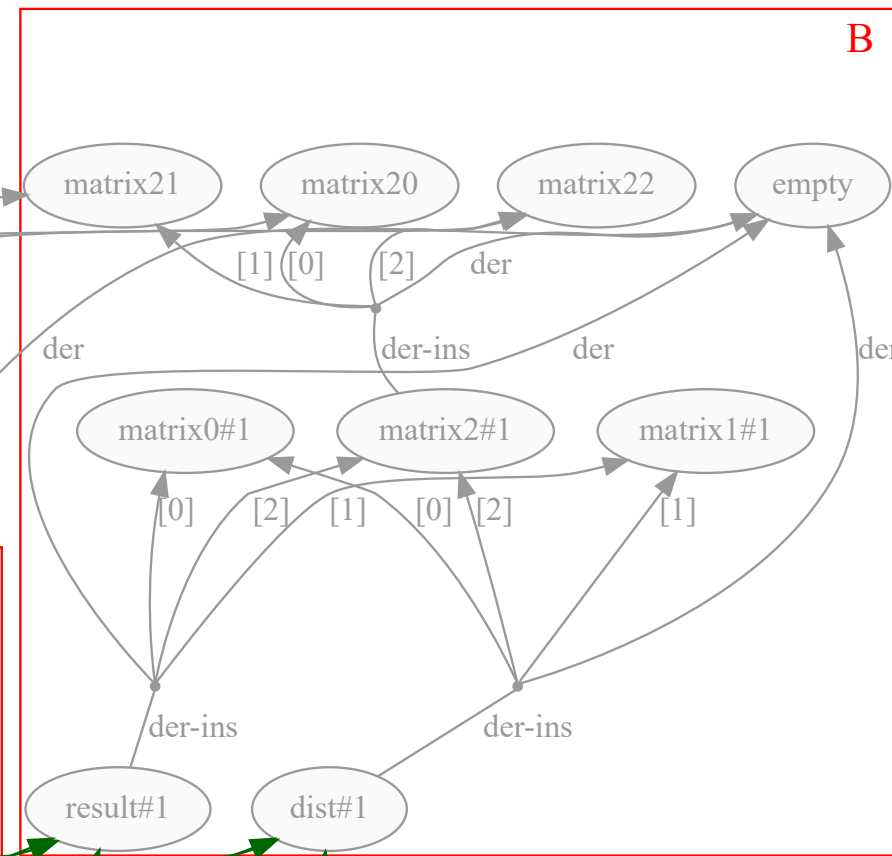 B
matrix21 matrix20 matrix22 empty
[1] [0] [2] der
der der-ins der der
matrix0#1 matrix2#1 matrix1#1
[0] [2] [1] [0] [2] [1]
der-ins der-ins
result#1 dist#1